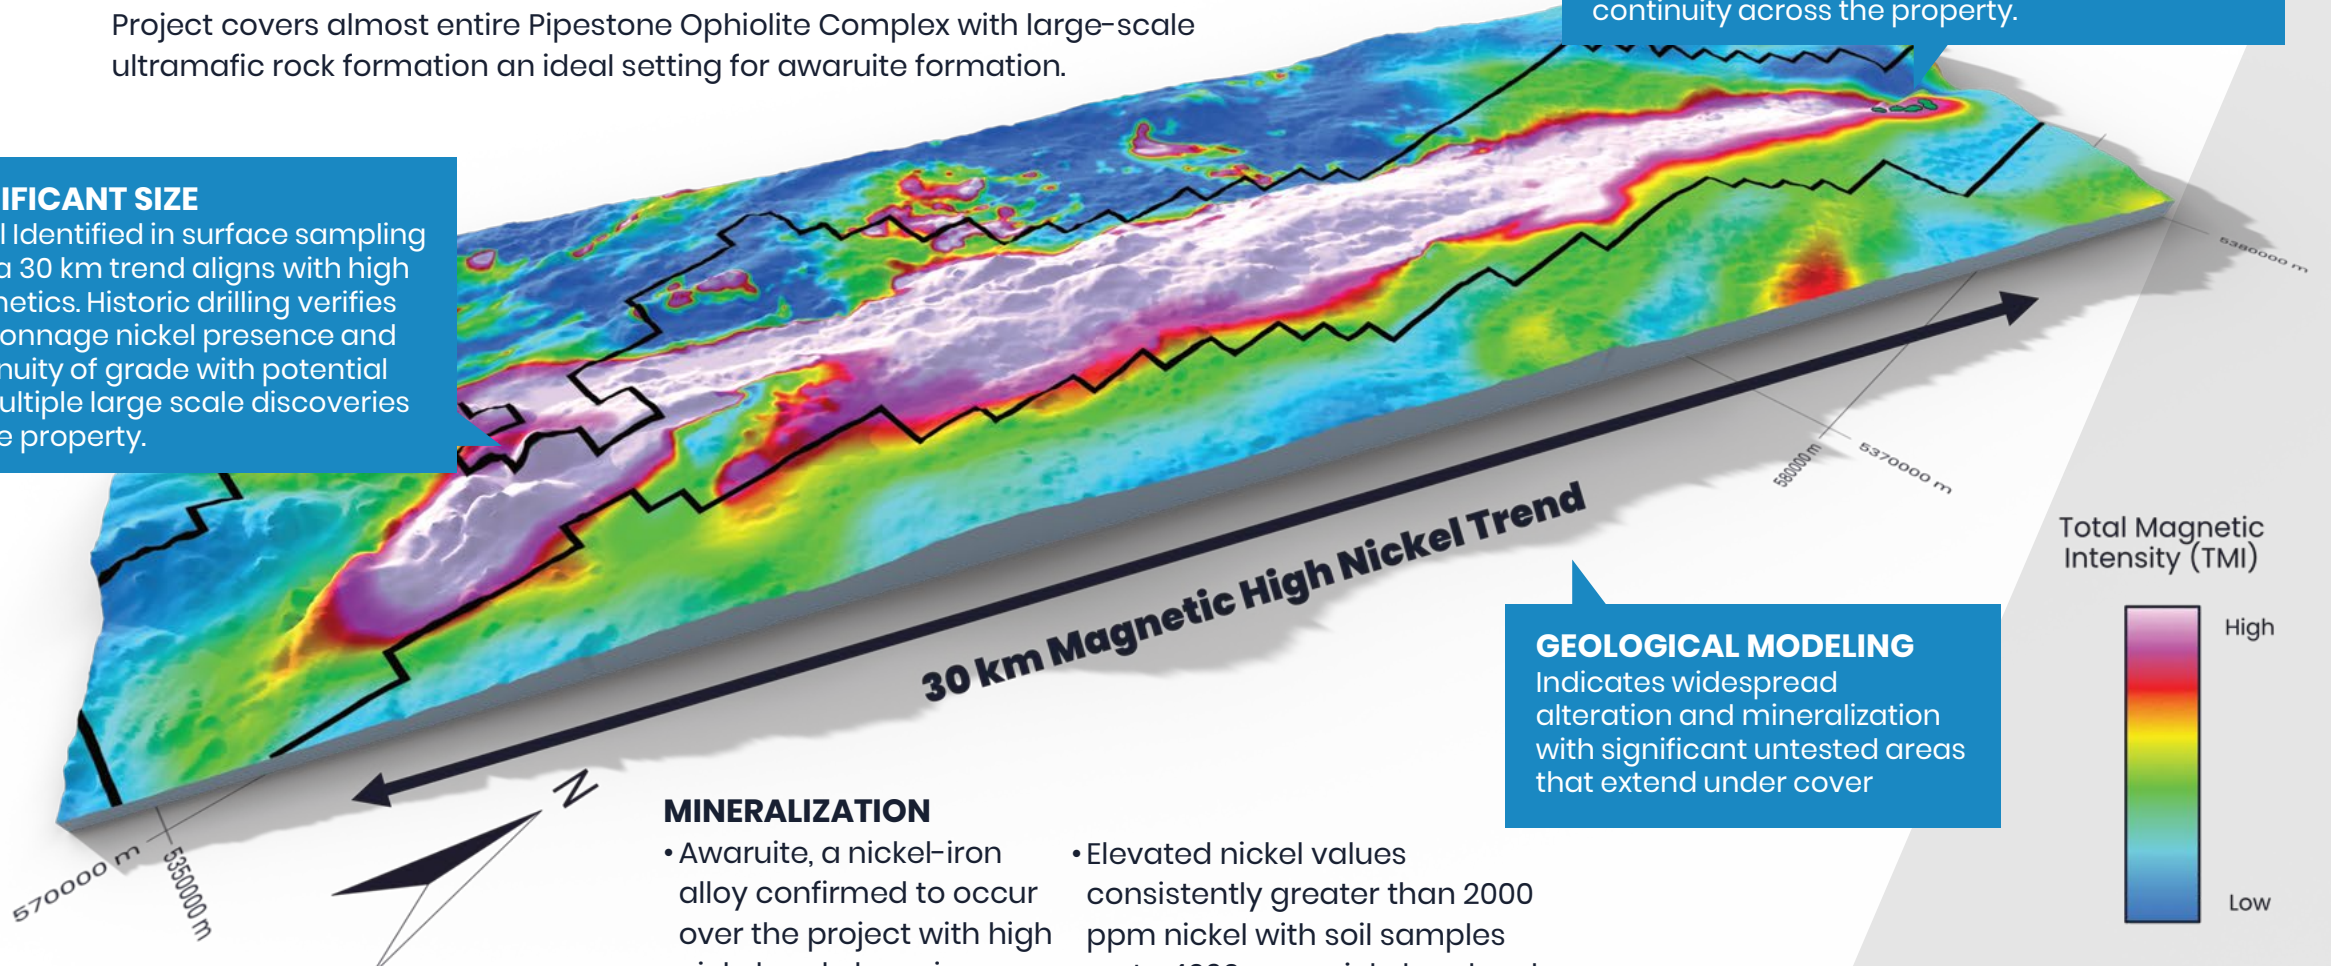 Project covers almost entire Pipestone Ophiolite Complex with large-scale
ultramafic rock formation an ideal setting for awaruite formation.
continuity across the property.
IFICANT SIZE
Identified in surface sampling
a 30 km trend aligns with high
netics. Historic drilling verifies
onnage nickel presence and
nuity of grade with potential
ultiple large scale discoveries
e property.
5380000 m
5370000 m
580000 m
30 km Magnetic High Nickel Trend
Total Magnetic
Intensity (TMI)
High
Low
GEOLOGICAL MODELING
Indicates widespread
alteration and mineralization
with significant untested areas
that extend under cover
N
570000 m
5350000 m
MINERALIZATION
• Awaruite, a nickel-iron
alloy confirmed to occur
over the project with high
• Elevated nickel values
consistently greater than 2000
ppm nickel with soil samples